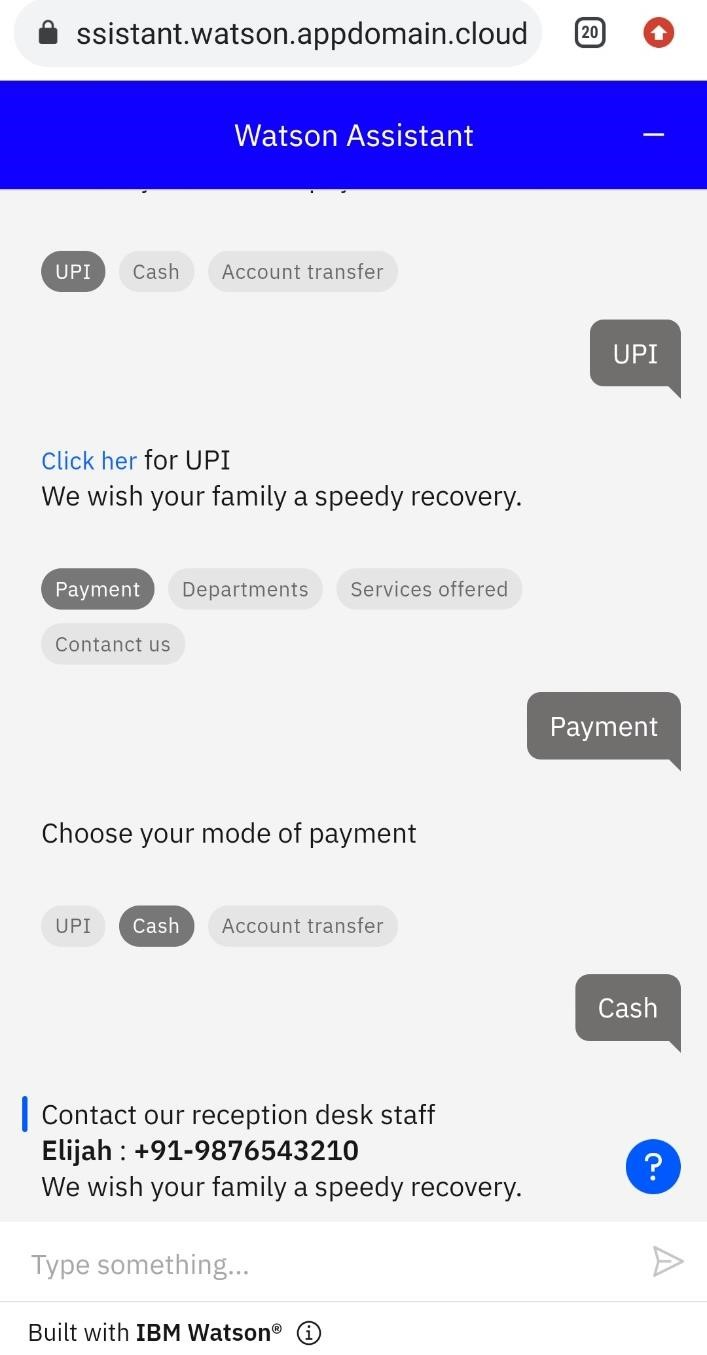 ssistant.watson.appdomain.cloud 20
Watson Assistant
UPI Cash Account transfer
UPI
Click her for UPI
We wish your family a speedy recovery.
Payment Departments Services offered
Contanct us
Payment
Choose your mode of payment
UPI Cash Account transfer
Cash
Contact our reception desk staff
Elijah : +91-9876543210
We wish your family a speedy recovery.
?
Type something...
Built with IBM Watson®